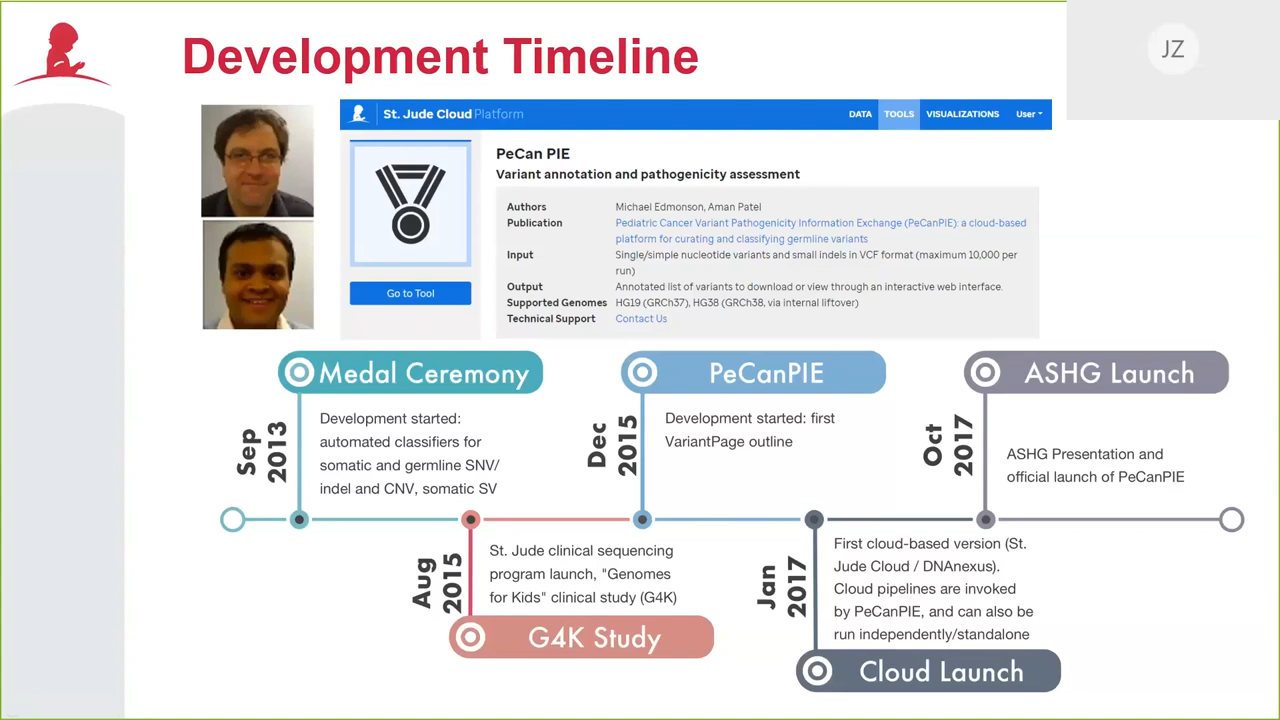 Development Timeline
JZ
St. Jude Cloud Platform
DATA TOOLS VISUALIZATIONS User
PeCan PIE
Variant annotation and pathogenicity assessment
Authors Michael Edmonson, Aman Patel
Publication Pediatric Cancer Variant Pathogenicity Information Exchange (PeCanPIE): a cloud-based
platform for curating and classifying germline variants
Input Single/simple nucleotide variants and small indels in VCF format (maximum 10,000 per
run)
Output Annotated list of variants to download or view through an interactive web interface.
Supported Genomes HG19 (GRCh37), HG38 (GRCh38, via internal liftover)
Technical Support Contact Us
Go to Tool
Medal Ceremony
Sep
2013
Development started:
automated classifiers for
somatic and germline SNV/
indel and CNV, somatic SV
Aug
2015
St. Jude clinical sequencing
program launch, "Genomes
for Kids" clinical study (G4K)
G4K Study
PeCanPIE
Dec
2015
Development started: first
VariantPage outline
Jan
2017
First cloud-based version (St.
Jude Cloud / DNAnexus).
Cloud pipelines are invoked
by PeCanPIE, and can also be
run independently/standalone
Cloud Launch
ASHG Launch
Oct
2017
ASHG Presentation and
official launch of PeCanPIE